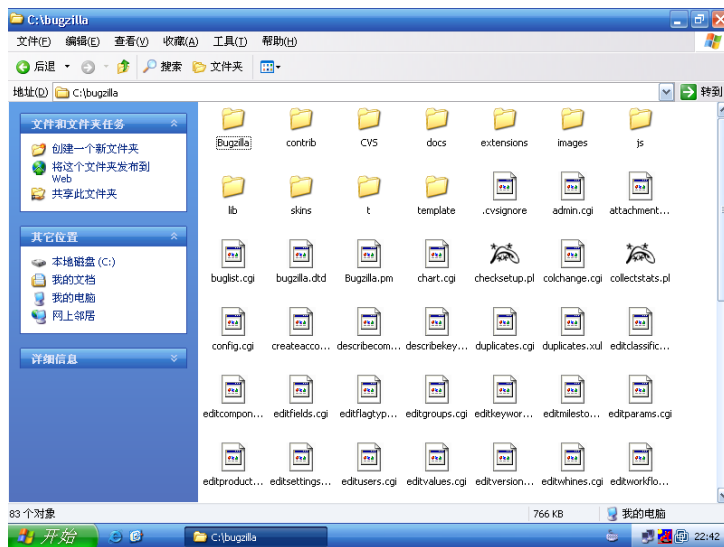 C:\bugzilla
文件(F) 编辑(E) 查看(V) 收藏(A) 工具(T) 帮助(H)
后退 搜索 文件夹
地址(D) C:\bugzilla 转到
文件和文件夹任务
创建一个新文件夹
将这个文件夹发布到
Web
共享此文件夹
其它位置
本地磁盘 (C:)
我的文档
我的电脑
网上邻居
详细信息
Bugzilla contrib CVS docs extensions images js
lib skins t template .cvsignore admin.cgi attachment...
buglist.cgi bugzilla.dtd Bugzilla.pm chart.cgi checksetup.pl colchange.cgi collectstats.pl
config.cgi createacco... describecom... describekey... duplicates.cgi duplicates.xul editclassific...
editcompon... editfields.cgi editflagtyp... editgroups.cgi editkeywor... editmilesto... editparams.cgi
editproduct... editsettings... editusers.cgi editvalues.cgi editversion... editwhines.cgi editworkflo...
83 个对象 766 KB 我的电脑
开始 C:\bugzilla 22:42